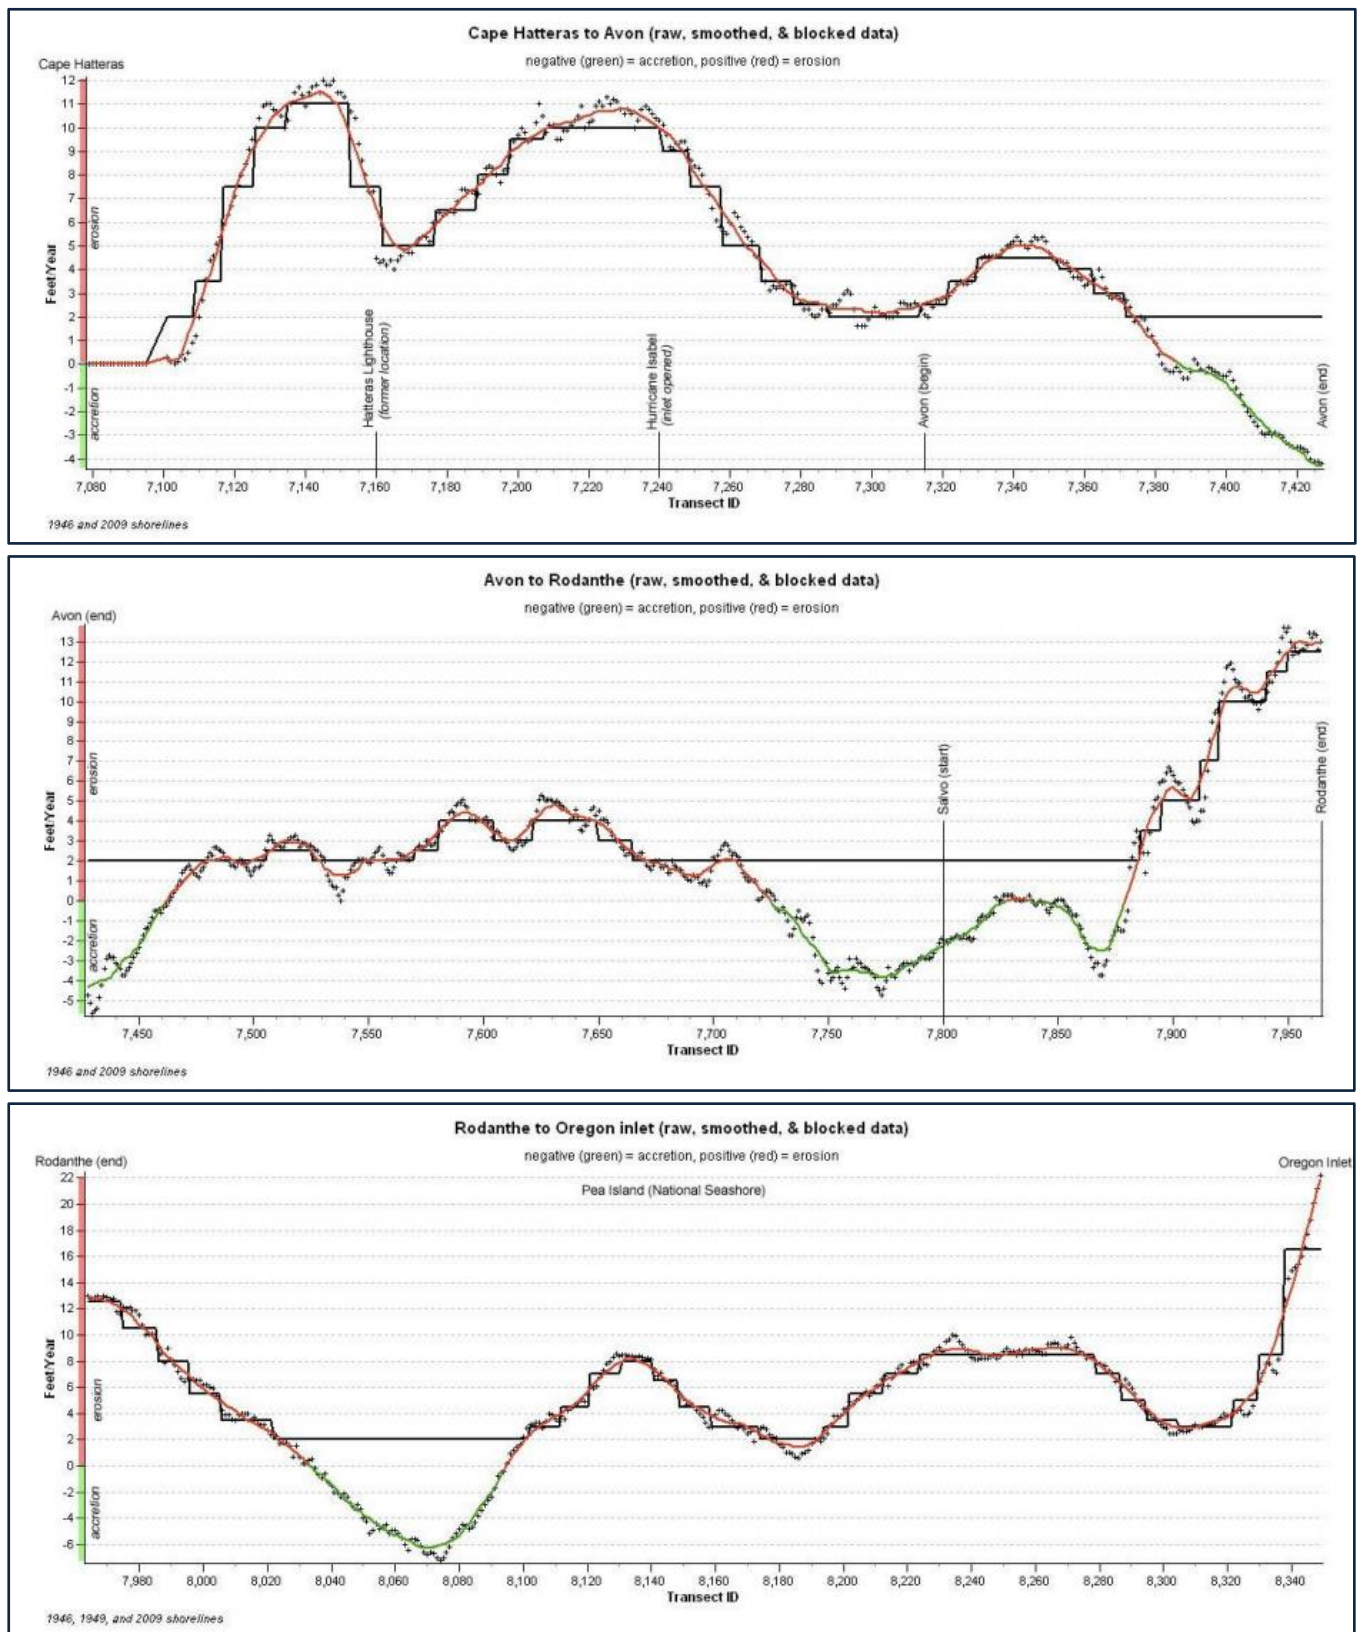 Cape Hatteras to Avon (raw, smoothed, & blocked data)
negative (green) = accretion, positive (red) = erosion
Cape Hatteras
12
11
10
9
8
7
6
5
4
3
2
1
0
-1
-2
-3
-4
Feet/Year
erosion
accretion
Hatteras Lighthouse
(former location)
Hurricane Isabel
(inlet opened)
Avon (begin)
Avon (end)
7,080 7,100 7,120 7,140 7,160 7,180 7,200 7,220 7,240 7,260 7,280 7,300 7,320 7,340 7,360 7,380 7,400 7,420
Transect ID
1946 and 2009 shorelines
Avon to Rodanthe (raw, smoothed, & blocked data)
negative (green) = accretion, positive (red) = erosion
Avon (end)
13
12
11
10
9
8
7
6
5
4
3
2
1
0
-1
-2
-3
-4
-5
Feet/Year
erosion
accretion
Salvo (start)
Rodanthe (end)
7,450 7,500 7,550 7,600 7,650 7,700 7,750 7,800 7,850 7,900 7,950
Transect ID
1946 and 2009 shorelines
Rodanthe to Oregon inlet (raw, smoothed, & blocked data)
negative (green) = accretion, positive (red) = erosion
Rodanthe (end)
Oregon Inlet
Pea Island (National Seashore)
22
20
18
16
14
12
10
8
6
4
2
0
-2
-4
-6
Feet/Year
erosion
accretion
7,980 8,000 8,020 8,040 8,060 8,080 8,100 8,120 8,140 8,160 8,180 8,200 8,220 8,240 8,260 8,280 8,300 8,320 8,340
Transect ID
1946, 1949, and 2009 shorelines